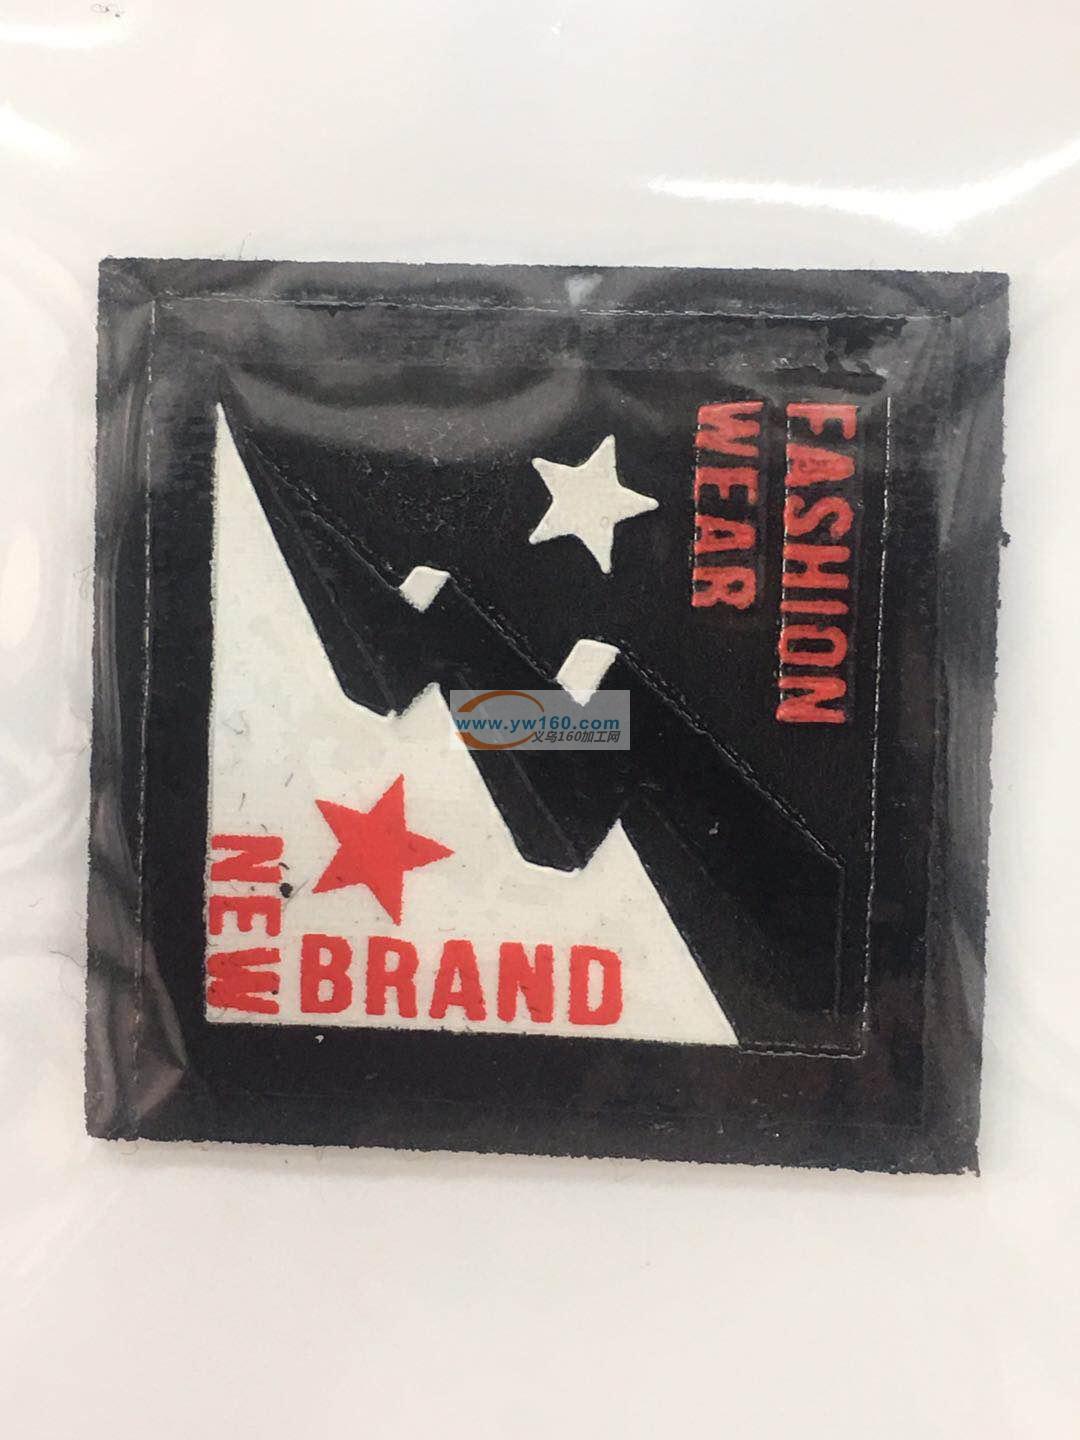 FASHION
WEAR
www.yw160.com
义乌160加工网
NEW
BRAND